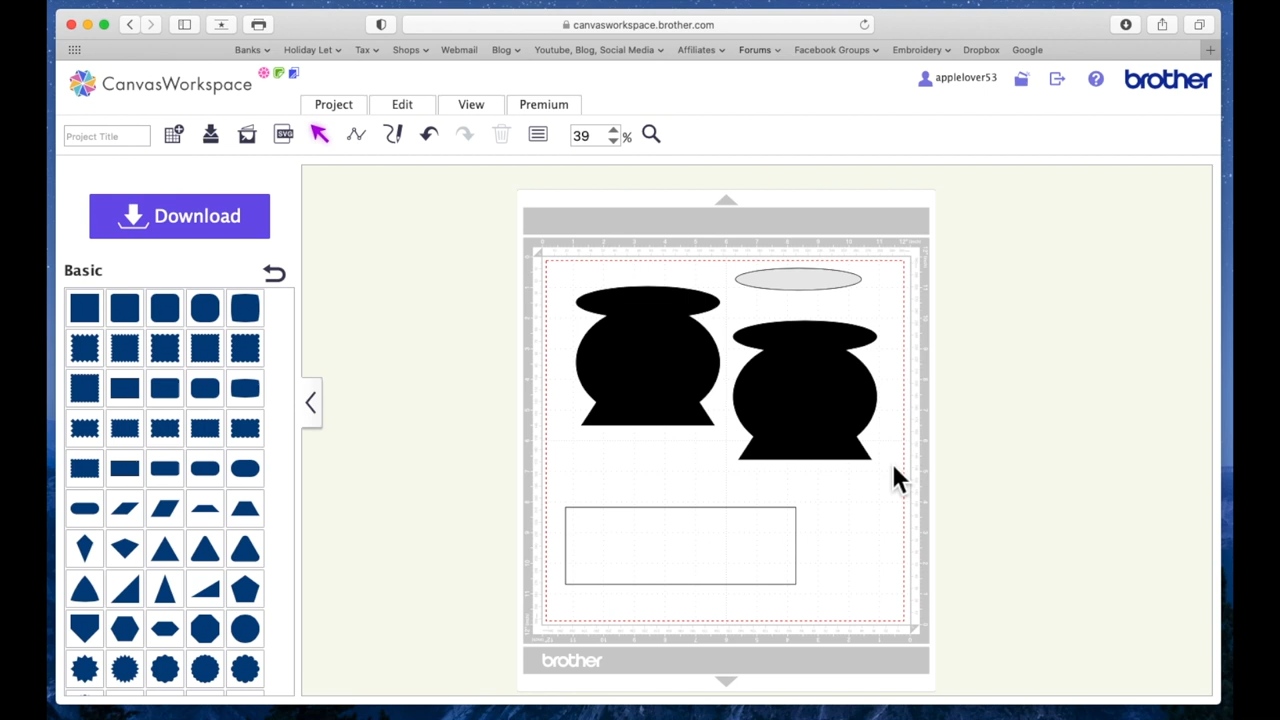 canvasworkspace.brother.com
Banks Holiday Let Tax Shops Webmail Blog Youtube, Blog, Social Media Affiliates Forums Facebook Groups Embroidery Dropbox Google
CanvasWorkspace
applelover53
brother
Project Edit View Premium
Project Title
SVG
39 %
Download
Basic
brother